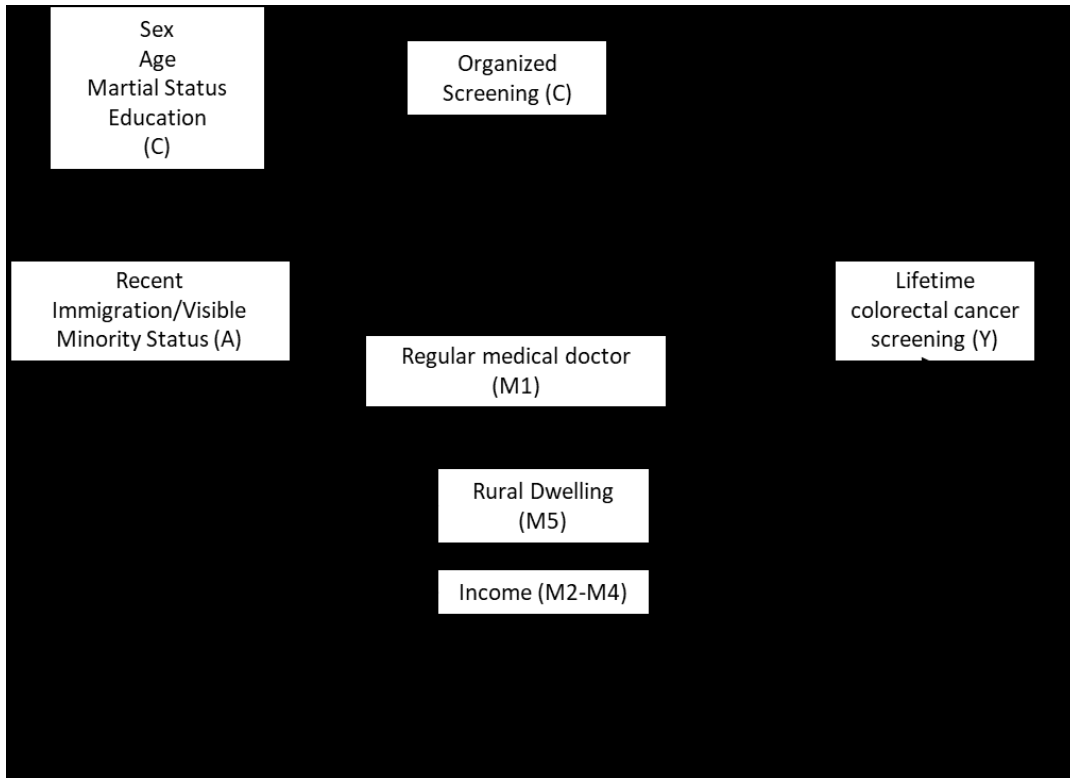 Sex
Age
Martial Status
Education
(C)
Organized
Screening (C)
Recent
Immigration/Visible
Minority Status (A)
Lifetime
colorectal cancer
screening (Y)
Regular medical doctor
(M1)
Rural Dwelling
(M5)
Income (M2-M4)